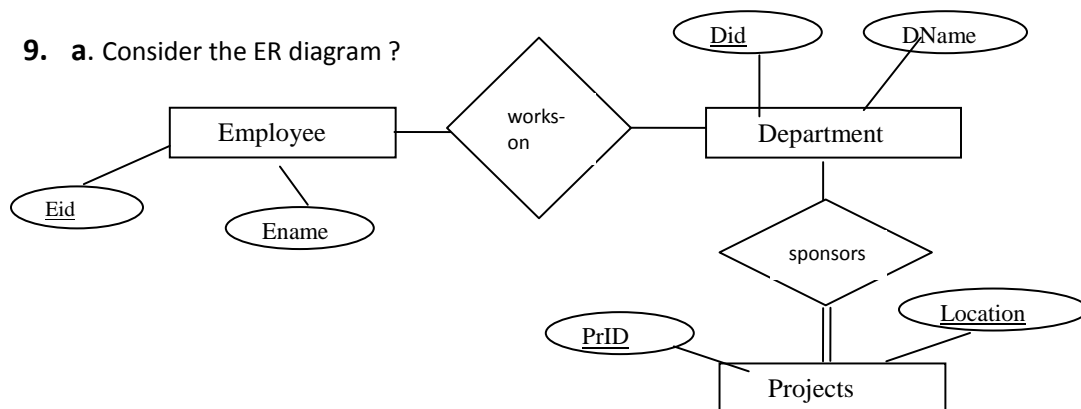 9. a. Consider the ER diagram ?
Did
DName
Employee
works-
on
Department
Eid
Ename
sponsors
PrID
Location
Projects